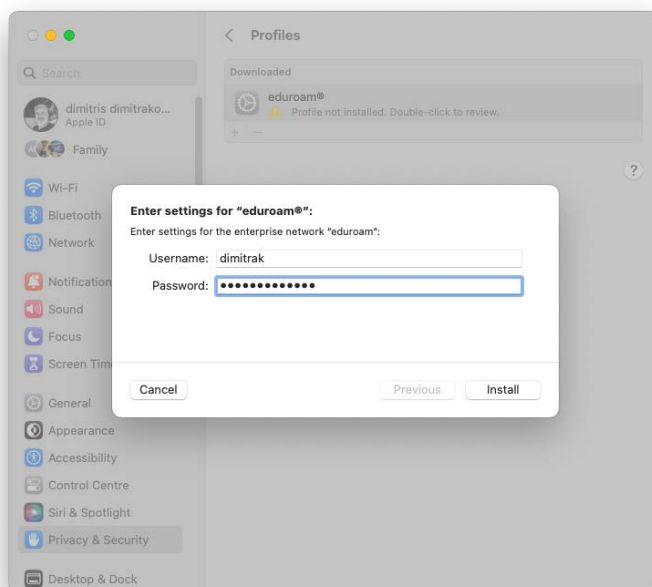 Profiles
Search
dimitris dimitrako...
Apple ID
Family
Wi-Fi
Bluetooth
Network
Notification
Sound
Focus
Screen Tim
General
Appearance
Accessibility
Control Centre
Siri & Spotlight
Privacy & Security
Desktop & Dock
Downloaded
eduroam®
Profile not installed. Double-click to review.
+ −
?
Enter settings for “eduroam®”:
Enter settings for the enterprise network “eduroam”:
Username: dimitrak
Password: •••••••••••••
Cancel Previous Install